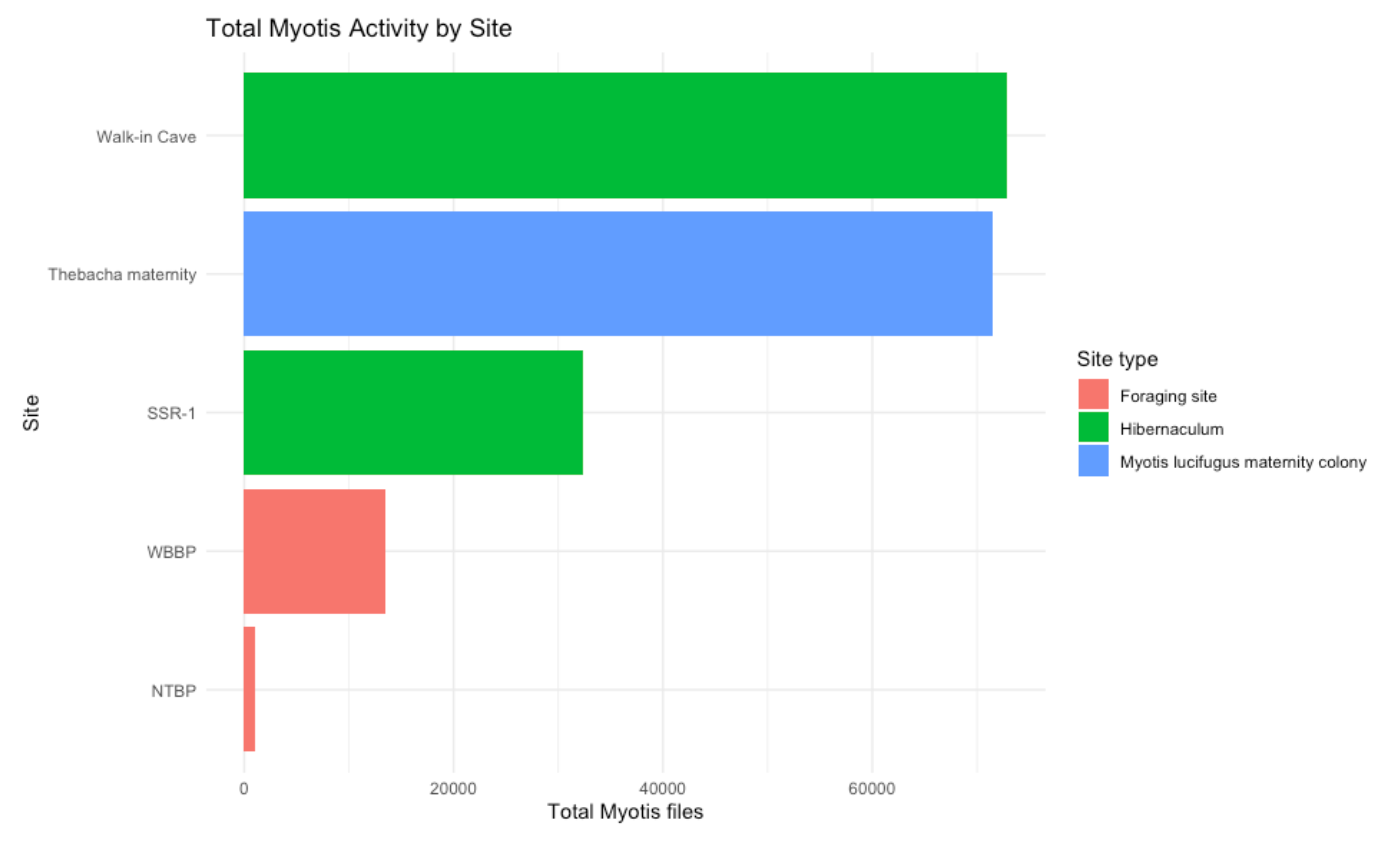 Total Myotis Activity by Site
Walk-in Cave
Thebacha maternity
SSR-1
WBBP
NTBP
Site
0 20000 40000 60000
Total Myotis files
Site type
Foraging site
Hibernaculum
Myotis lucifugus maternity colony